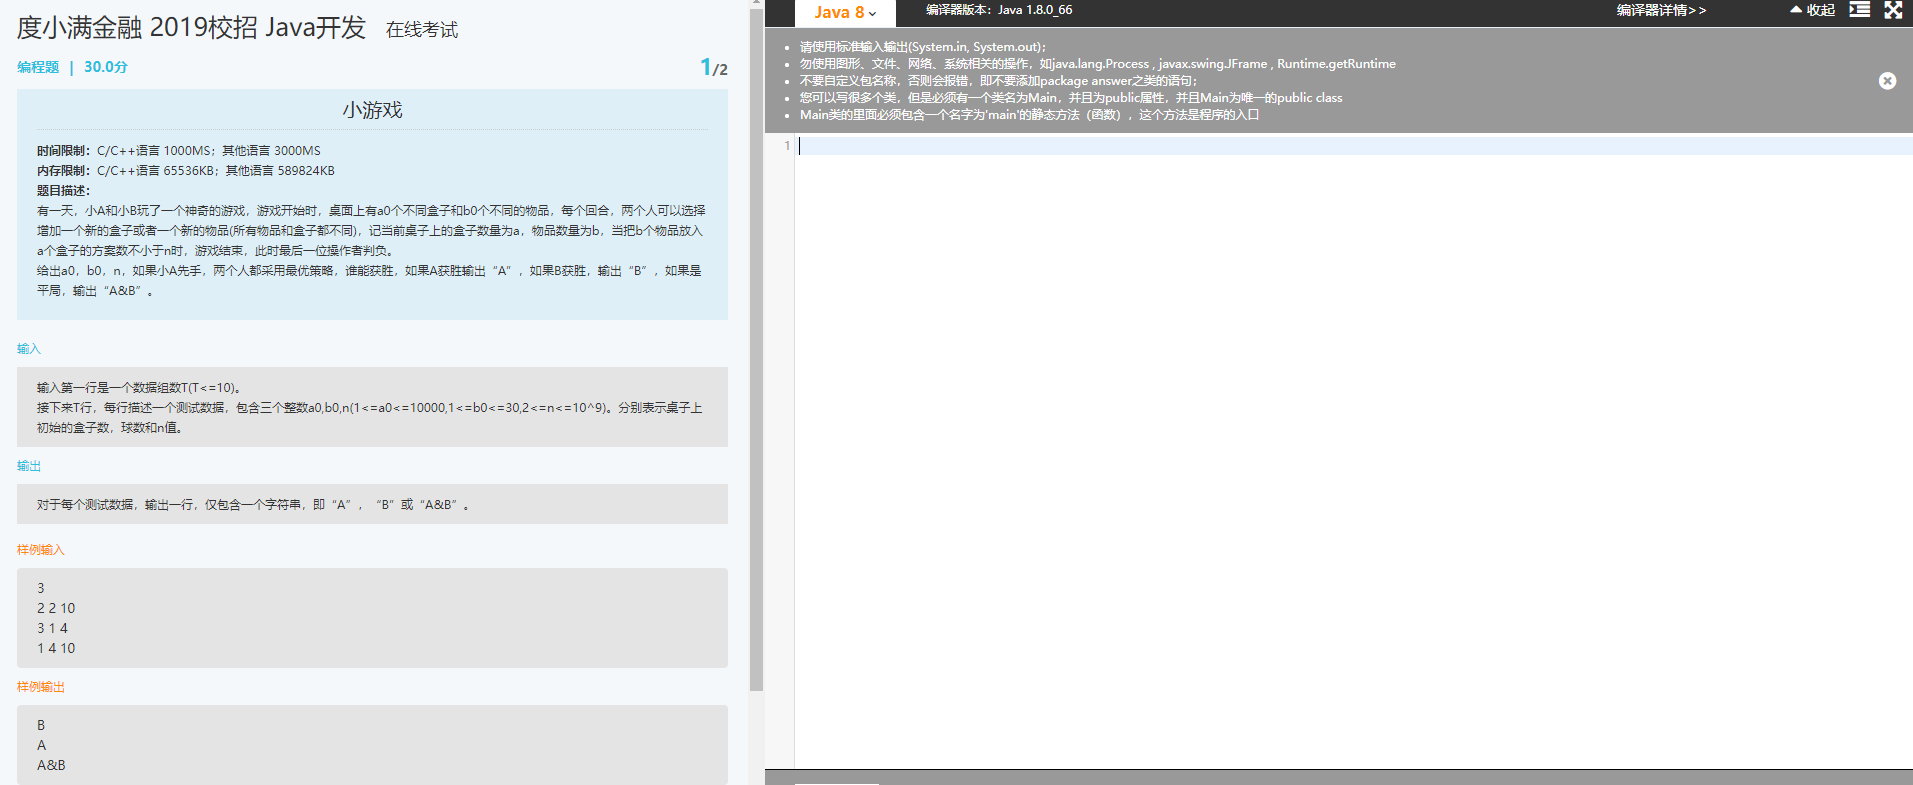 度小满金融 2019校招 Java开发 在线考试
编程题 | 30.0分
1/2
小游戏
时间限制：C/C++语言 1000MS；其他语言 3000MS
内存限制：C/C++语言 65536KB；其他语言 589824KB
题目描述：
有一天，小A和小B玩了一个神奇的游戏，游戏开始时，桌面上有a0个不同盒子和b0个不同的物品，每个回合，两个人可以选择
增加一个新的盒子或者一个新的物品(所有物品和盒子都不同)，记当前桌子上的盒子数量为a，物品数量为b，当把b个物品放入
a个盒子的方案数不小于n时，游戏结束，此时最后一位操作者判负。
给出a0，b0，n，如果小A先手，两个人都采用最优策略，谁能获胜，如果A获胜输出“A”，如果B获胜，输出“B”，如果是
平局，输出“A&B”。
输入
输入第一行是一个数据组数T(T<=10)。
接下来T行，每行描述一个测试数据，包含三个整数a0,b0,n(1<=a0<=10000,1<=b0<=30,2<=n<=10^9)。分别表示桌子上
初始的盒子数，球数和n值。
输出
对于每个测试数据，输出一行，仅包含一个字符串，即“A”，“B”或“A&B”。
样例输入
3
2 2 10
3 1 4
1 4 10
样例输出
B
A
A&B
Java 8
编译器版本：Java 1.8.0_66
编译器详情>>
收起
请使用标准输入输出(System.in, System.out)；
勿使用图形、文件、网络、系统相关的操作，如java.lang.Process , javax.swing.JFrame , Runtime.getRuntime
不要自定义包名称，否则会报错，即不要添加package answer之类的语句；
您可以写很多个类，但是必须有一个类名为Main，并且为public属性，并且Main为唯一的public class
Main类的里面必须包含一个名字为'main'的静态方法（函数），这个方法是程序的入口
1